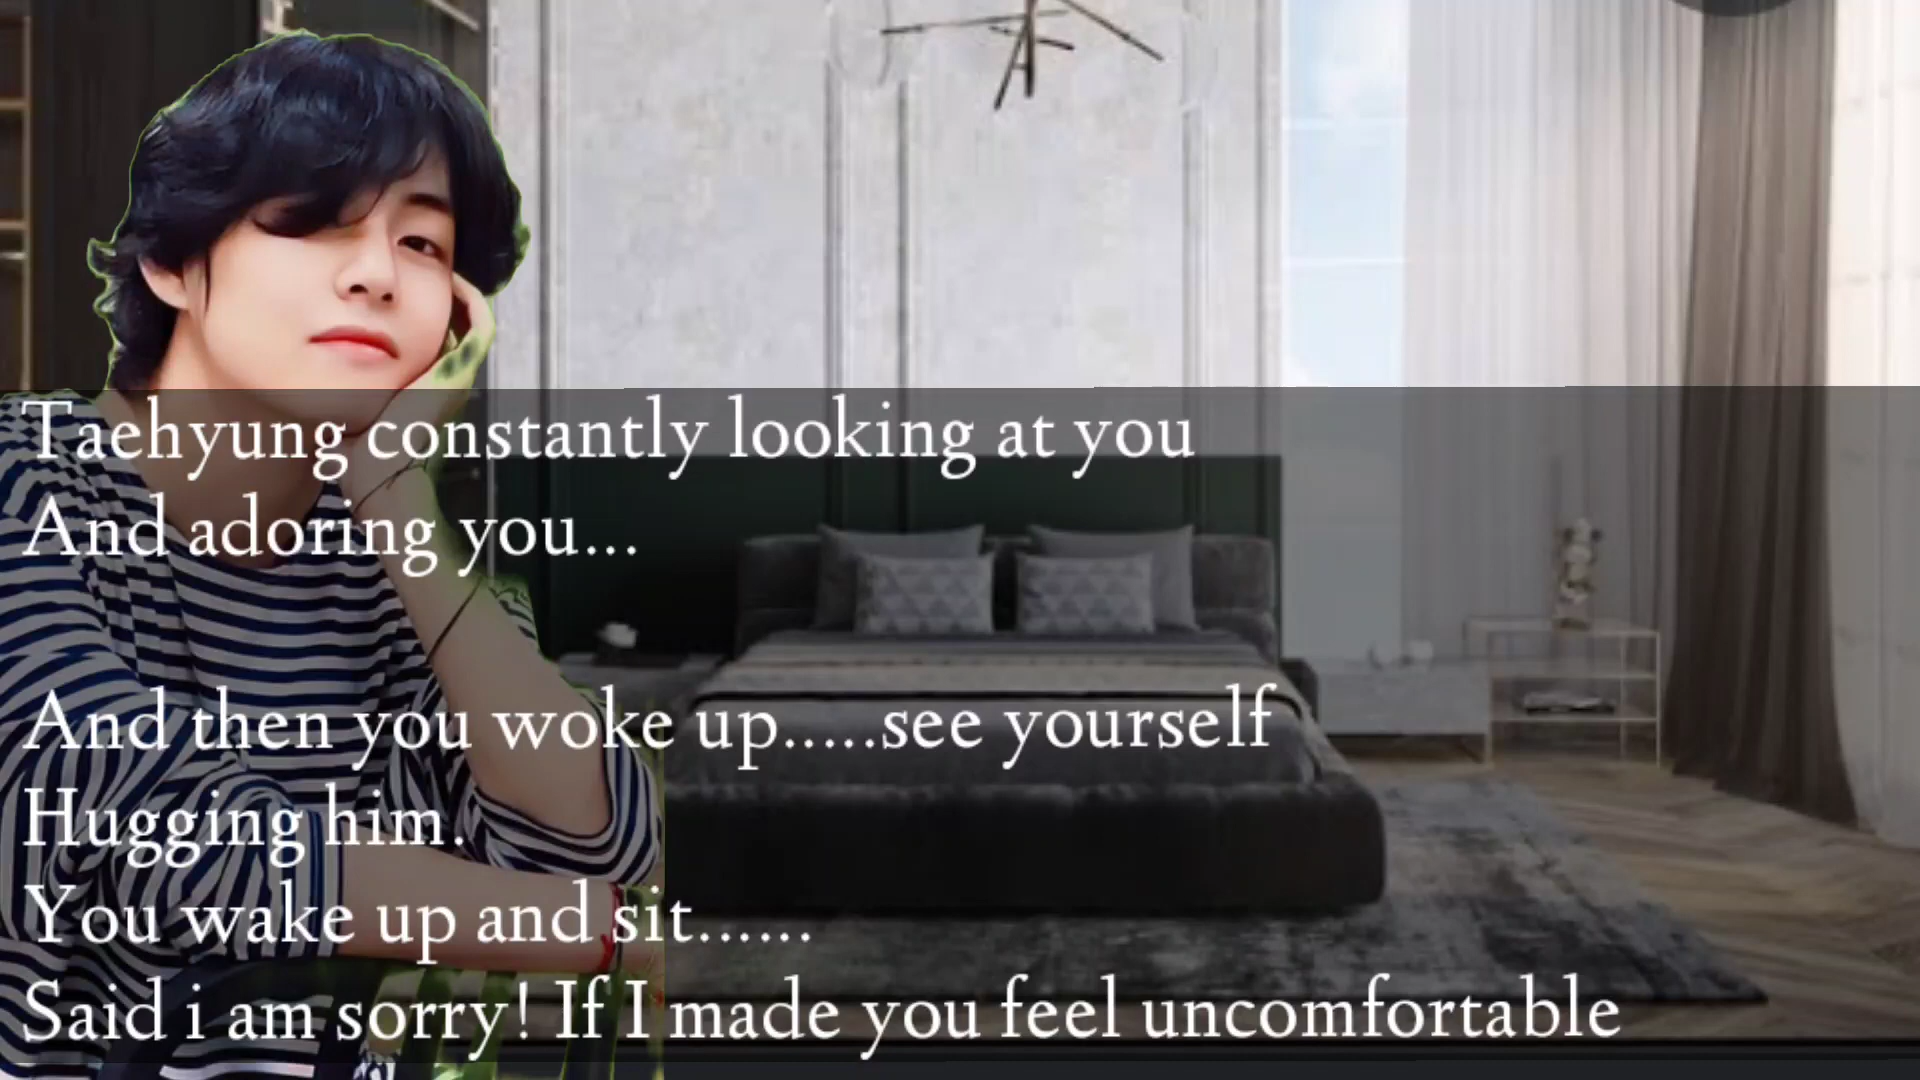 Taehyung constantly looking at you
And adoring you...
And then you woke up.....see yourself
Hugging him.
You wake up and sit......
Said i am sorry! If I made you feel uncomfortable